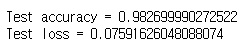 Test accuracy = 0.982699990272522
Test loss = 0.07591626048088074